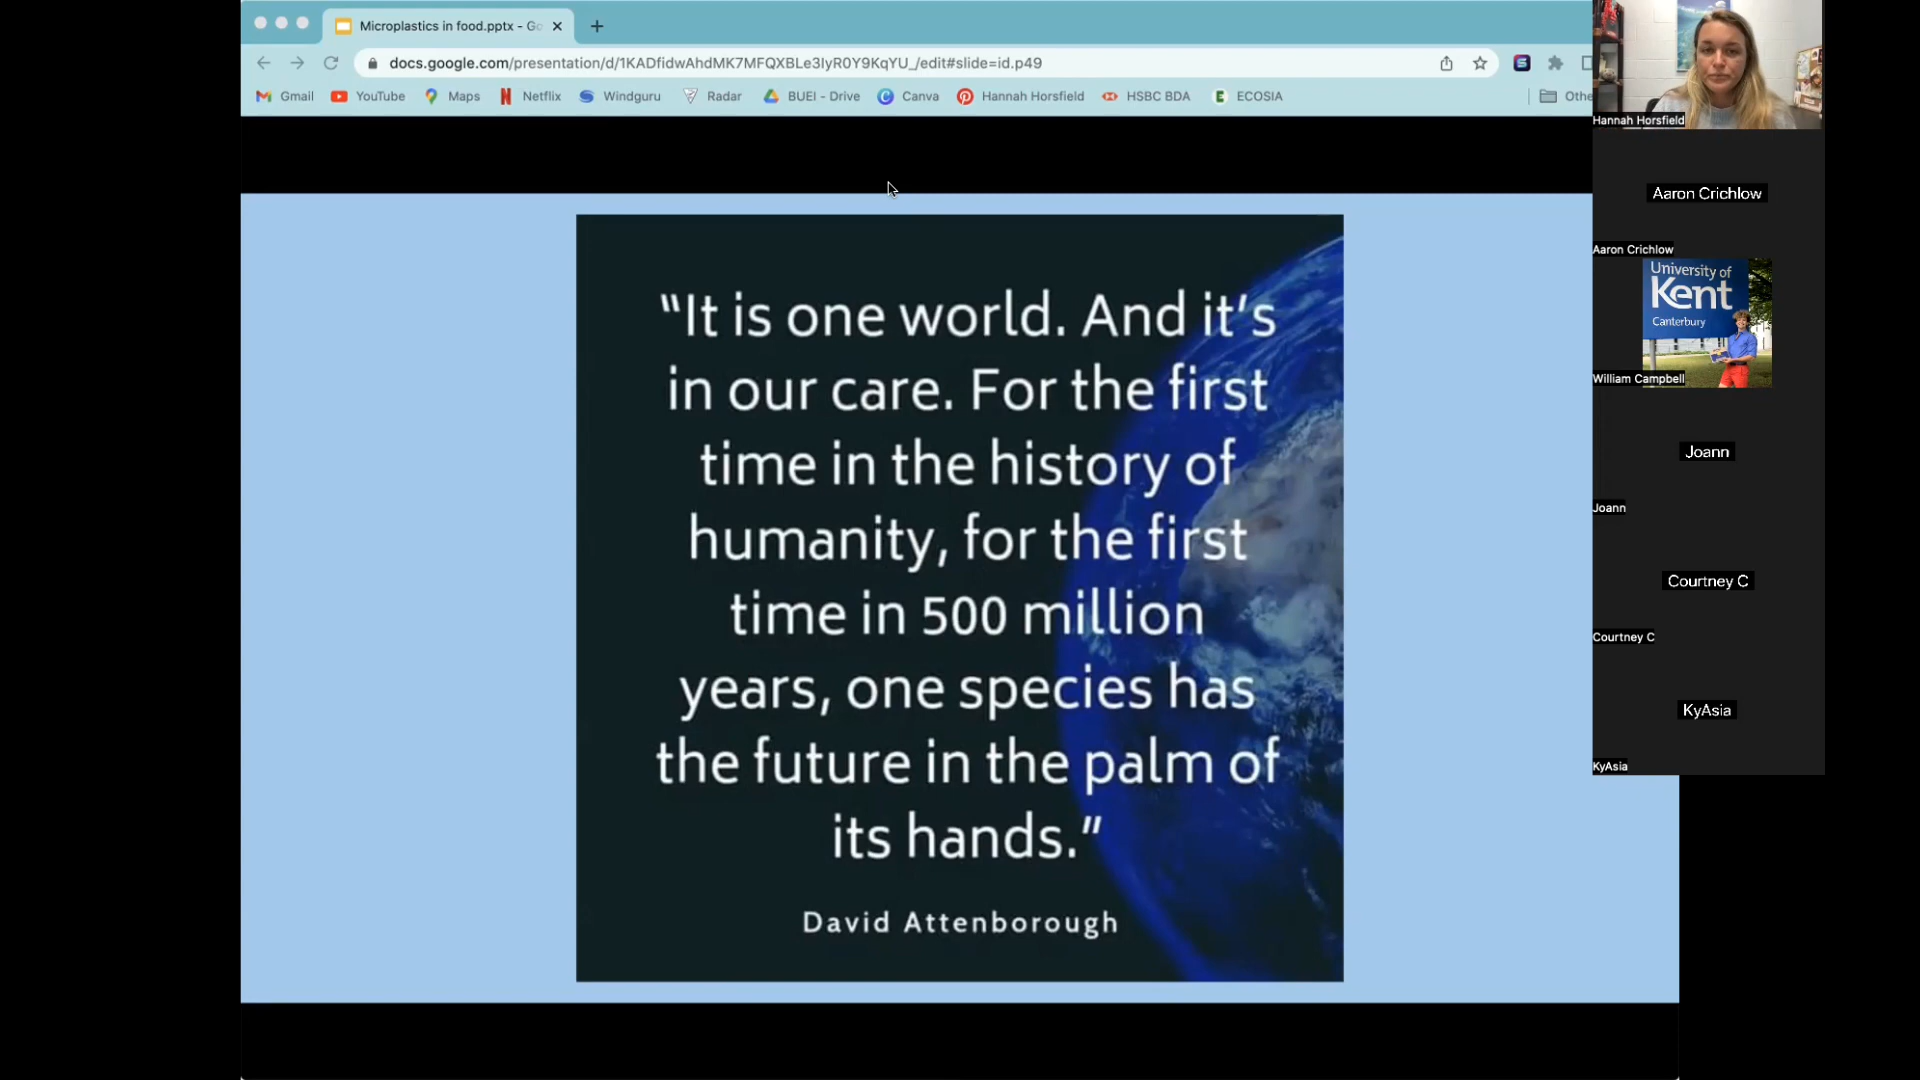 Microplastics in food.pptx - Go
docs.google.com/presentation/d/1KADfidwAhdMK7MFQXBLe3IyR0Y9KqYU_/edit#slide=id.p49
Gmail YouTube Maps Netflix Windguru Radar BUEI - Drive Canva Hannah Horsfield HSBC BDA ECOSIA Othe
“It is one world. And it’s
in our care. For the first
time in the history of
humanity, for the first
time in 500 million
years, one species has
the future in the palm of
its hands.”
David Attenborough
Hannah Horsfield
Aaron Crichlow
Aaron Crichlow
University of
Kent
Canterbury
William Campbell
Joann
Joann
Courtney C
Courtney C
KyAsia
KyAsia